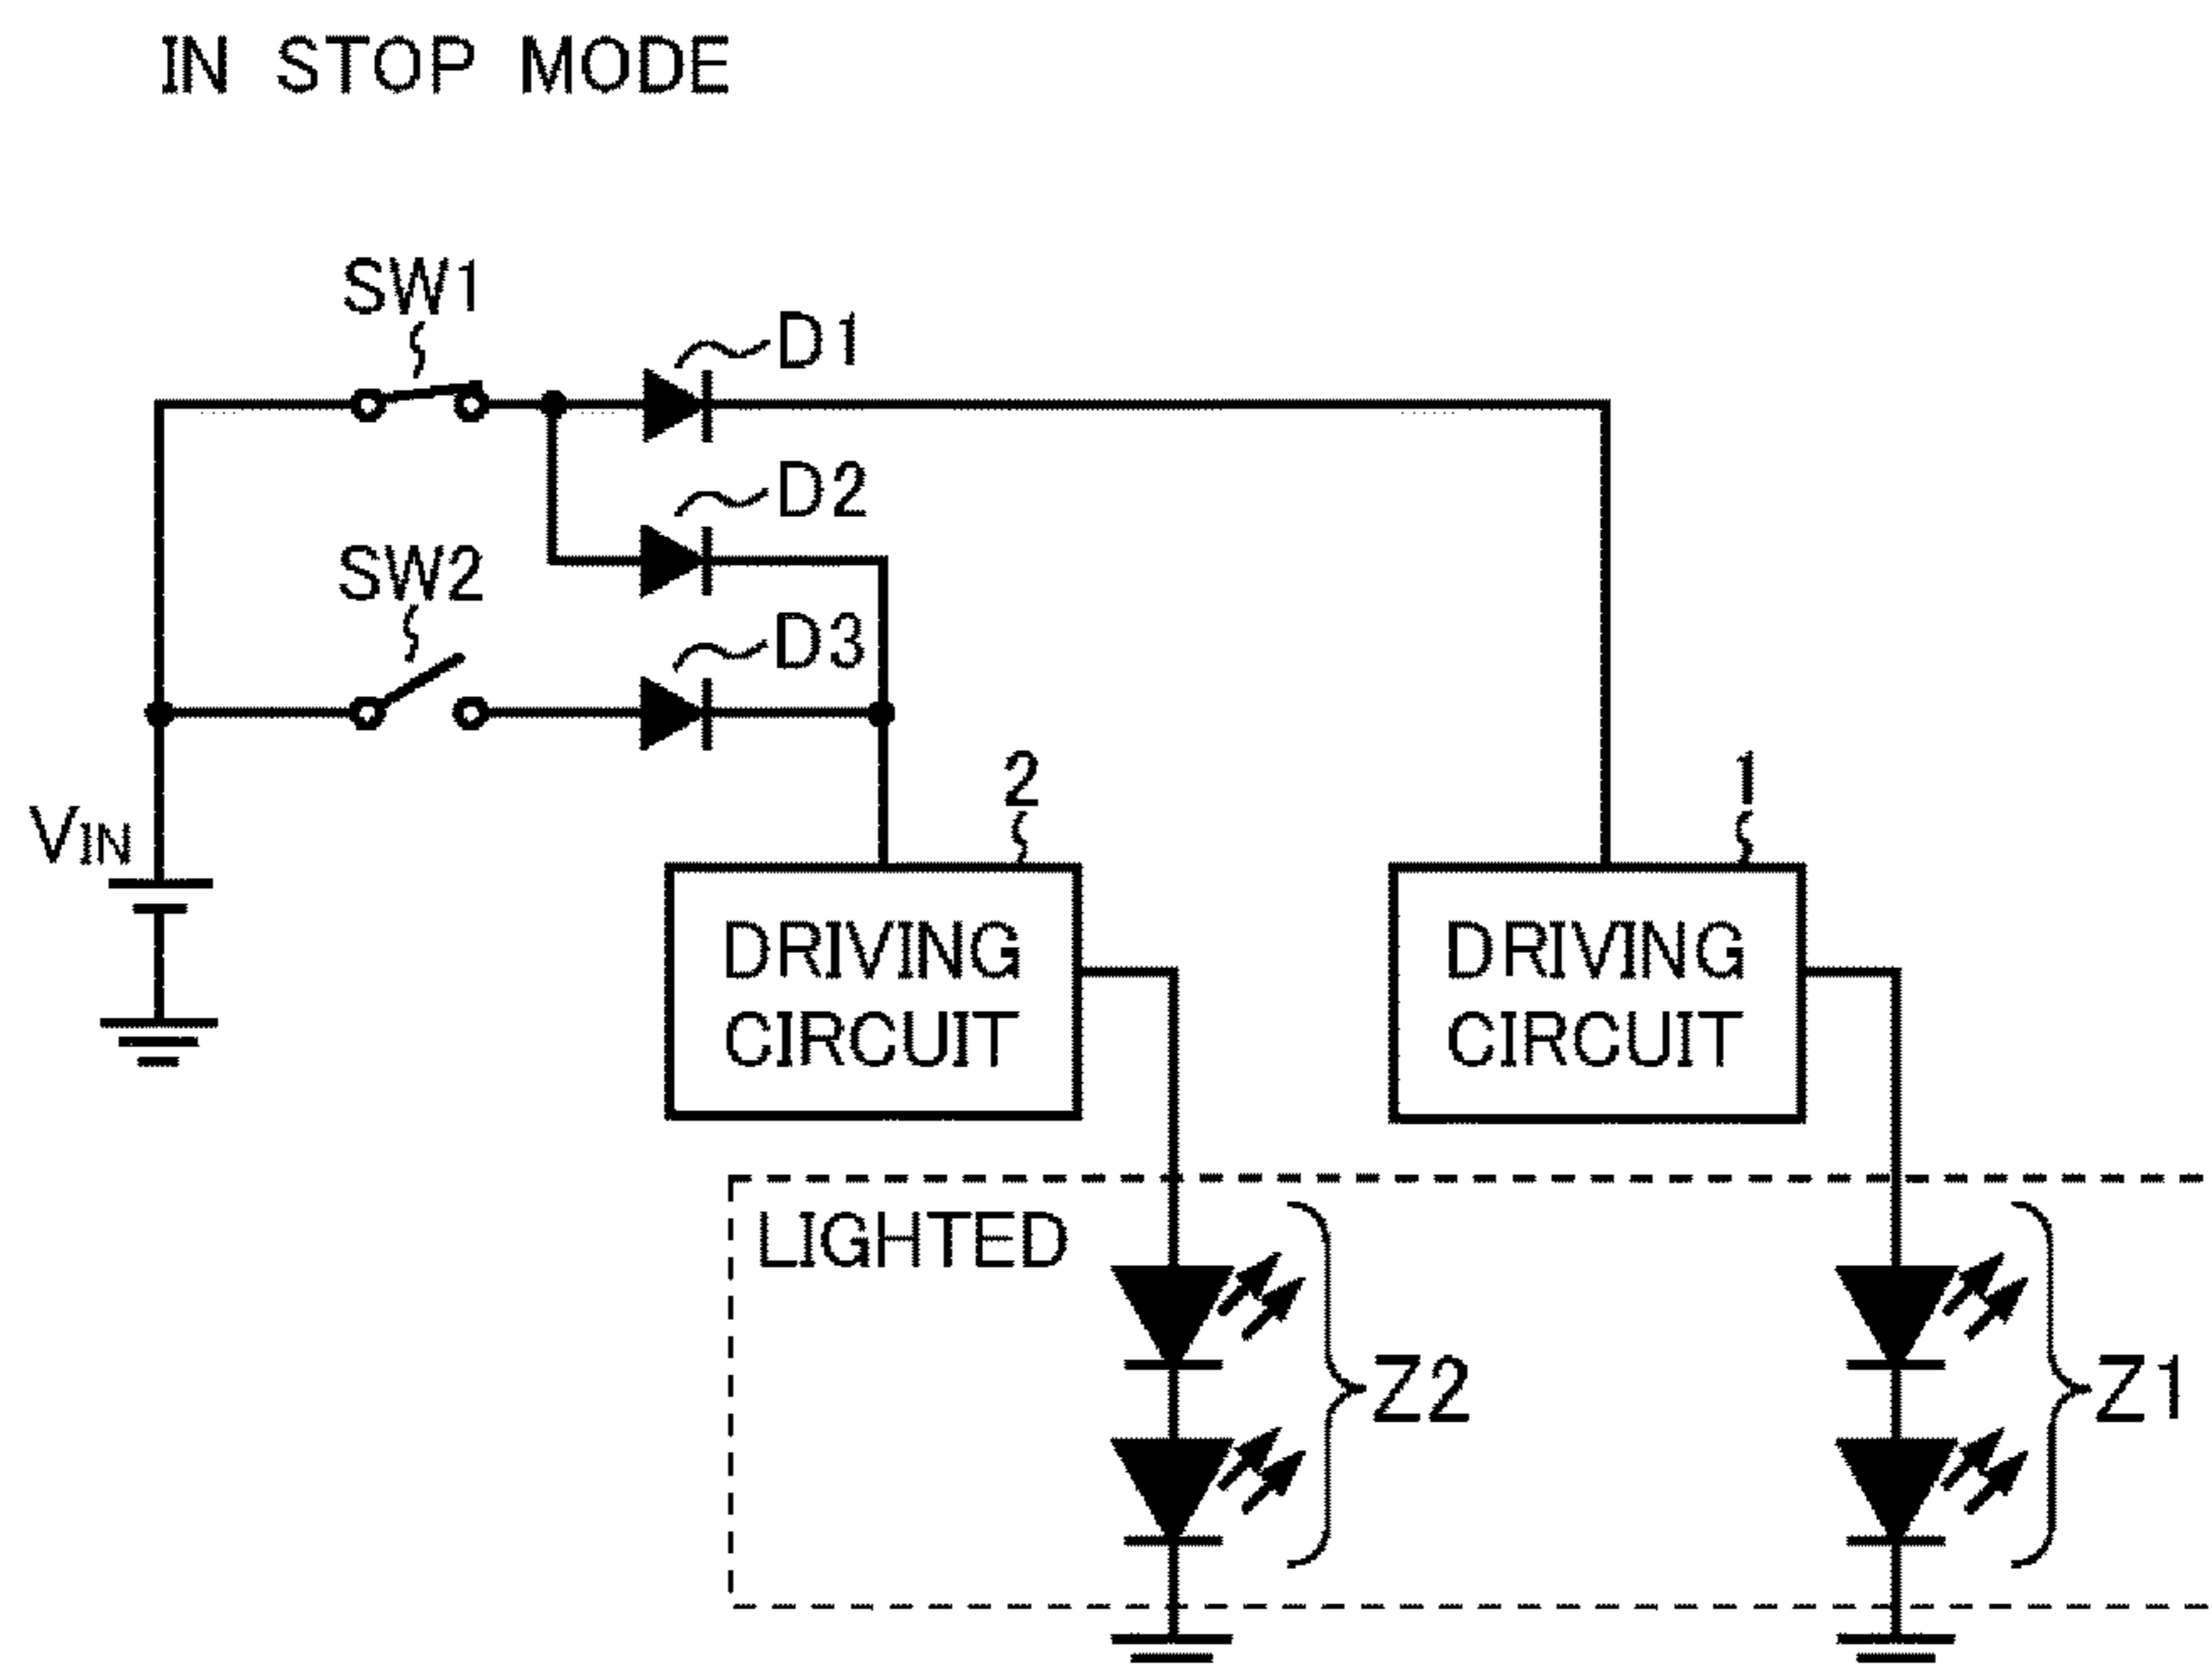 IN STOP MODE
SW1
D1
D2
SW2
D3
2
1
VIN
DRIVING
CIRCUIT
DRIVING
CIRCUIT
LIGHTED
Z2
Z1